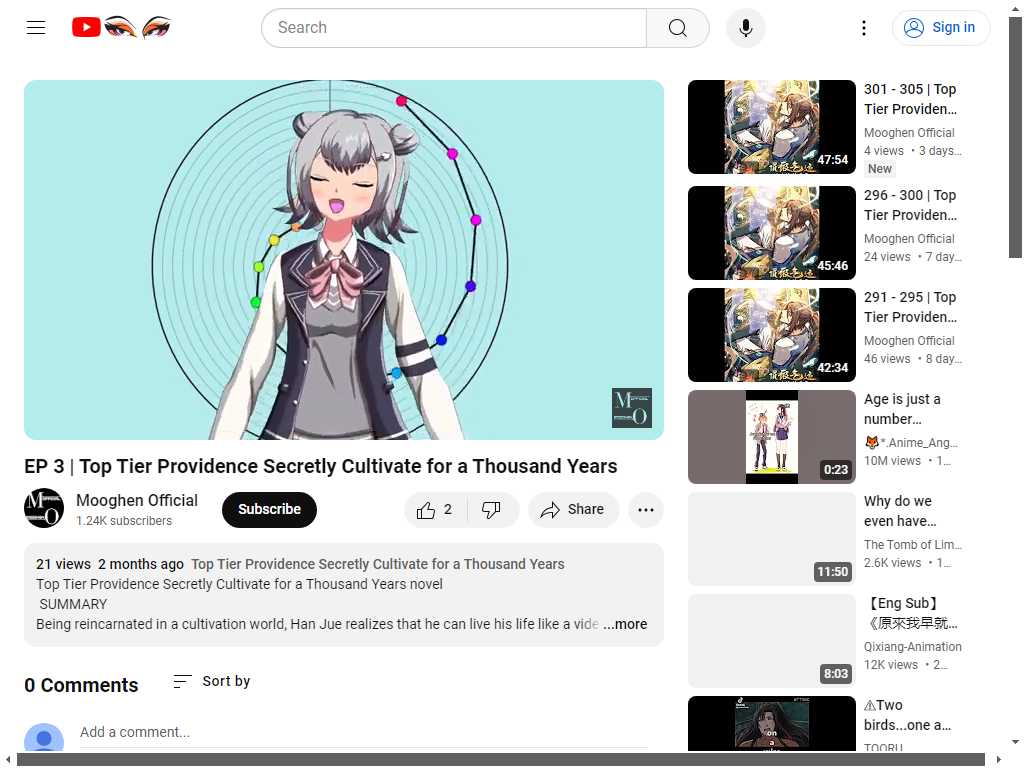 Search
Sign in
EP 3 | Top Tier Providence Secretly Cultivate for a Thousand Years
Mooghen Official
1.24K subscribers
Subscribe
2
Share
21 views 2 months ago Top Tier Providence Secretly Cultivate for a Thousand Years
Top Tier Providence Secretly Cultivate for a Thousand Years novel
SUMMARY
Being reincarnated in a cultivation world, Han Jue realizes that he can live his life like a vide ...more
0 Comments
Sort by
Add a comment...
47:54
301 - 305 | Top
Tier Providen...
Mooghen Official
4 views • 3 days...
New
45:46
296 - 300 | Top
Tier Providen...
Mooghen Official
24 views • 7 day...
42:34
291 - 295 | Top
Tier Providen...
Mooghen Official
46 views • 8 day...
0:23
Age is just a
number...
🦊*.Anime_Ang...
10M views • 1...
11:50
Why do we
even have...
The Tomb of Lim...
2.6K views • 1...
8:03
【Eng Sub】
《原來我早就...
Qixiang-Animation
12K views • 2...
on
a
⚠Two
birds...one a...
TOORU